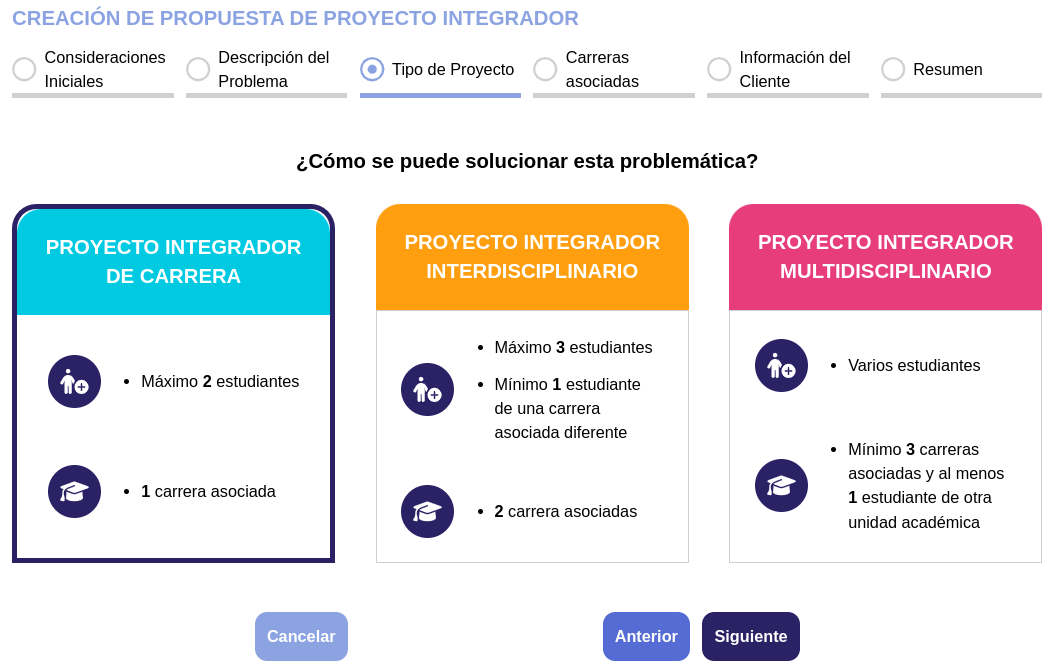 CREACIÓN DE PROPUESTA DE PROYECTO INTEGRADOR
Consideraciones
Iniciales
Descripción del
Problema
Tipo de Proyecto
Carreras
asociadas
Información del
Cliente
Resumen
¿Cómo se puede solucionar esta problemática?
PROYECTO INTEGRADOR
DE CARRERA
• Máximo 2 estudiantes
• 1 carrera asociada
PROYECTO INTEGRADOR
INTERDISCIPLINARIO
• Máximo 3 estudiantes
• Mínimo 1 estudiante
de una carrera
asociada diferente
• 2 carrera asociadas
PROYECTO INTEGRADOR
MULTIDISCIPLINARIO
• Varios estudiantes
• Mínimo 3 carreras
asociadas y al menos
1 estudiante de otra
unidad académica
Cancelar
Anterior
Siguiente